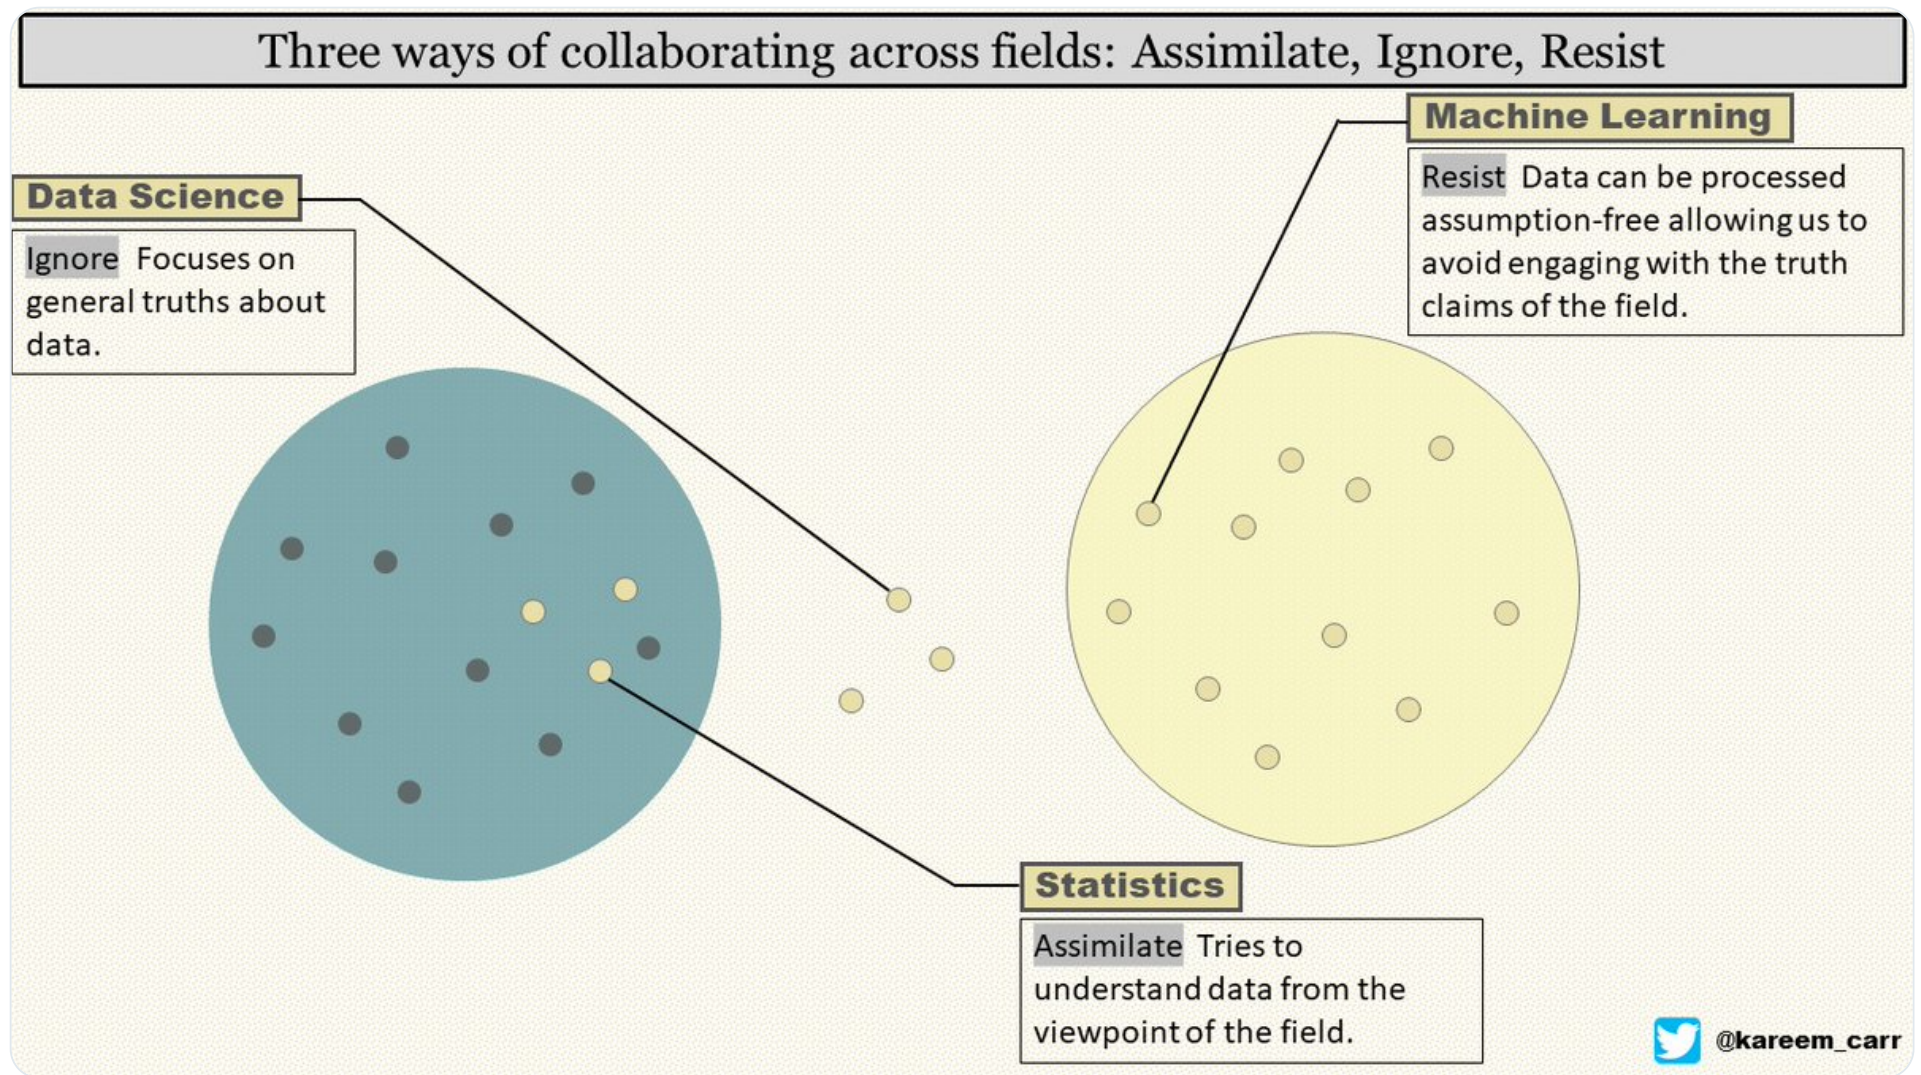 Three ways of collaborating across fields: Assimilate, Ignore, Resist
Data Science
Ignore Focuses on
general truths about
data.
Machine Learning
Resist Data can be processed
assumption-free allowing us to
avoid engaging with the truth
claims of the field.
Statistics
Assimilate Tries to
understand data from the
viewpoint of the field.
@kareem_carr